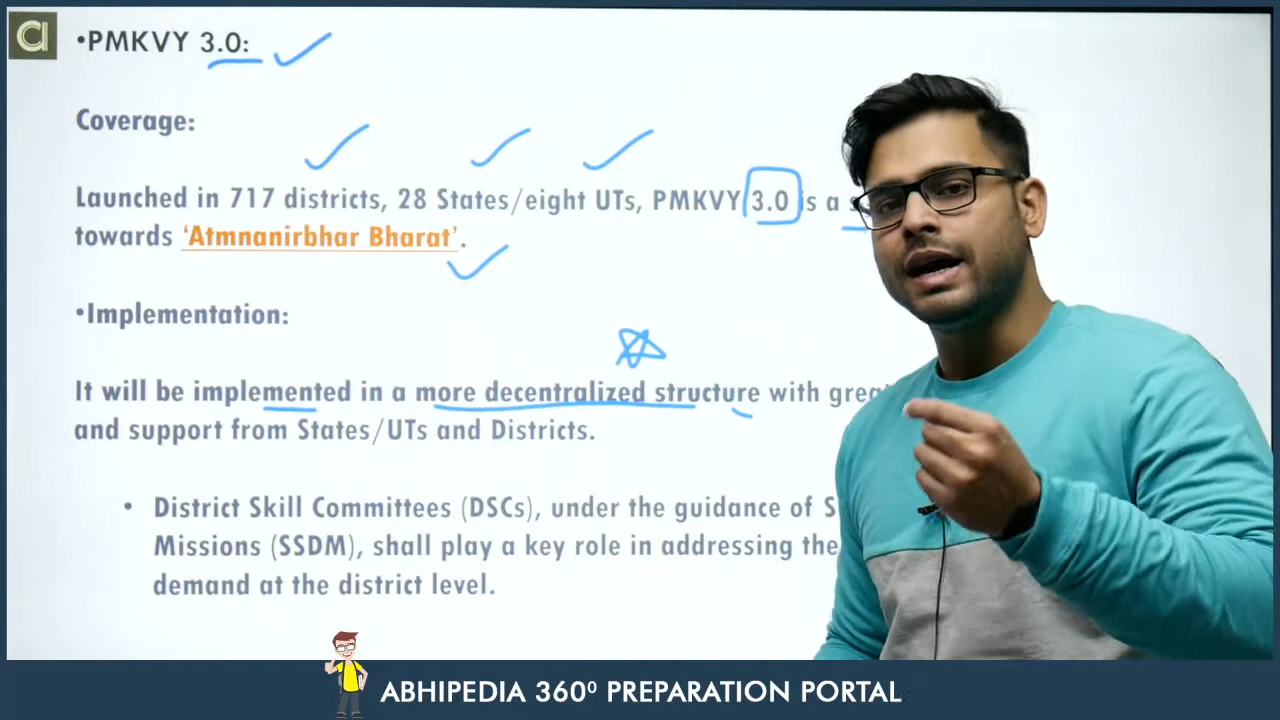 •PMKVY 3.0:
Coverage:
Launched in 717 districts, 28 States/eight UTs, PMKVY 3.0 is a
towards ‘Atmnanirbhar Bharat’.
•Implementation:
It will be implemented in a more decentralized structure with
and support from States/UTs and Districts.
• District Skill Committees (DSCs), under the guidance of
Missions (SSDM), shall play a key role in addressing the
demand at the district level.
ABHIPEDIA 360⁰ PREPARATION PORTAL